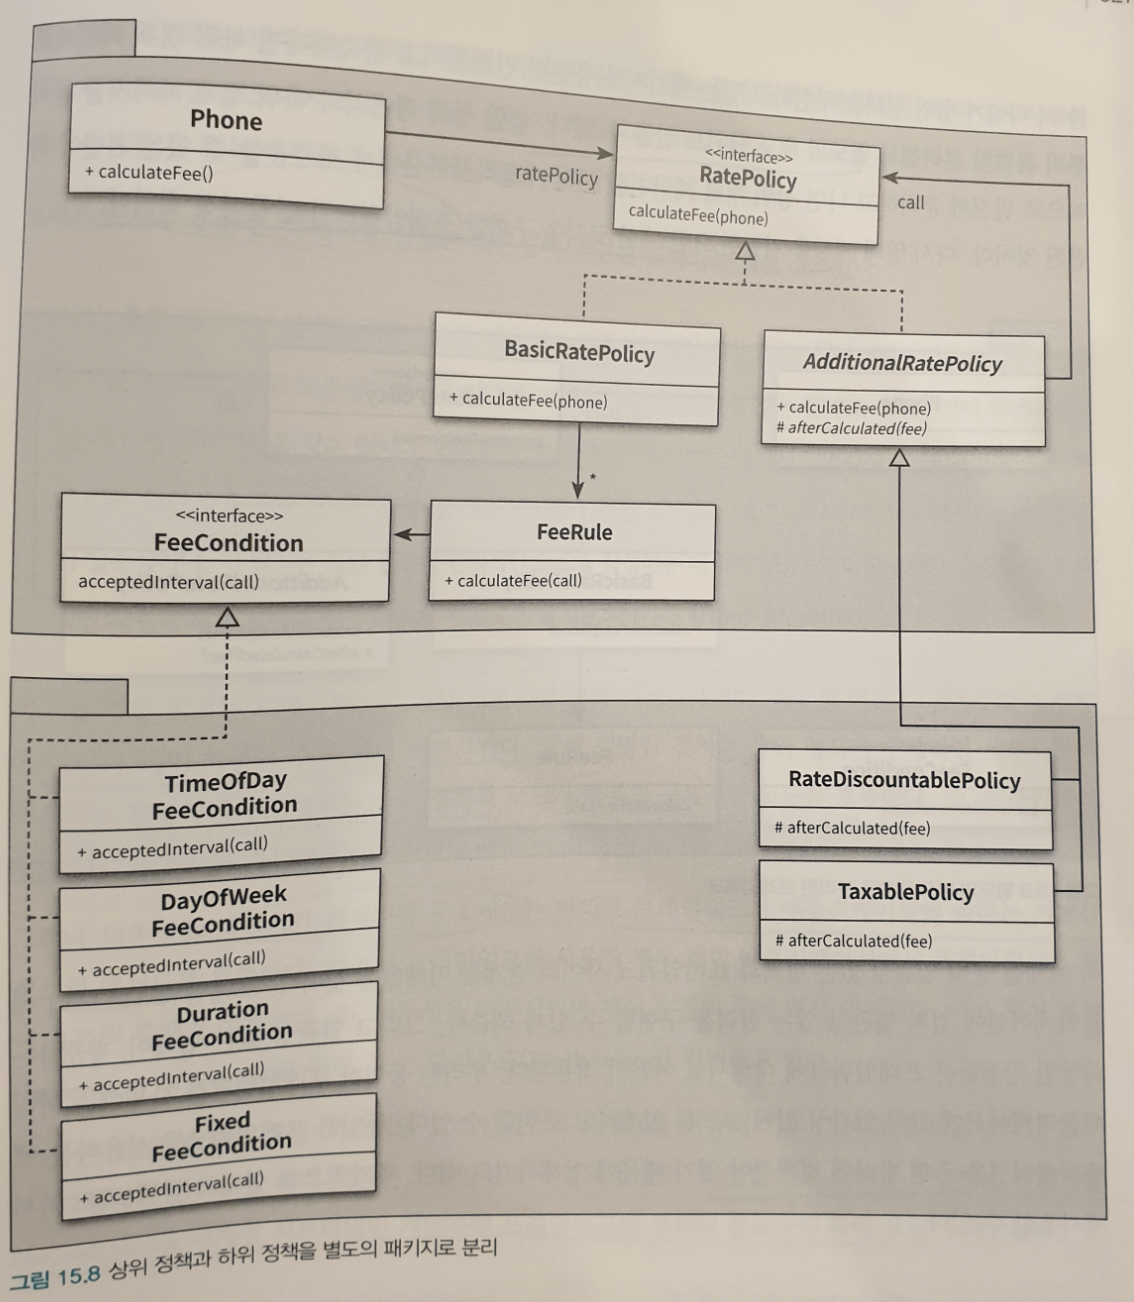 Phone
+ calculateFee()
ratePolicy
<<interface>>
RatePolicy
calculateFee(phone)
call
BasicRatePolicy
+ calculateFee(phone)
AdditionalRatePolicy
+ calculateFee(phone)
# afterCalculated(fee)
*
<<interface>>
FeeCondition
acceptedInterval(call)
FeeRule
+ calculateFee(call)
TimeOfDay
FeeCondition
+ acceptedInterval(call)
DayOfWeek
FeeCondition
+ acceptedInterval(call)
Duration
FeeCondition
+ acceptedInterval(call)
Fixed
FeeCondition
+ acceptedInterval(call)
RateDiscountablePolicy
# afterCalculated(fee)
TaxablePolicy
# afterCalculated(fee)
그림 15.8 상위 정책과 하위 정책을 별도의 패키지로 분리